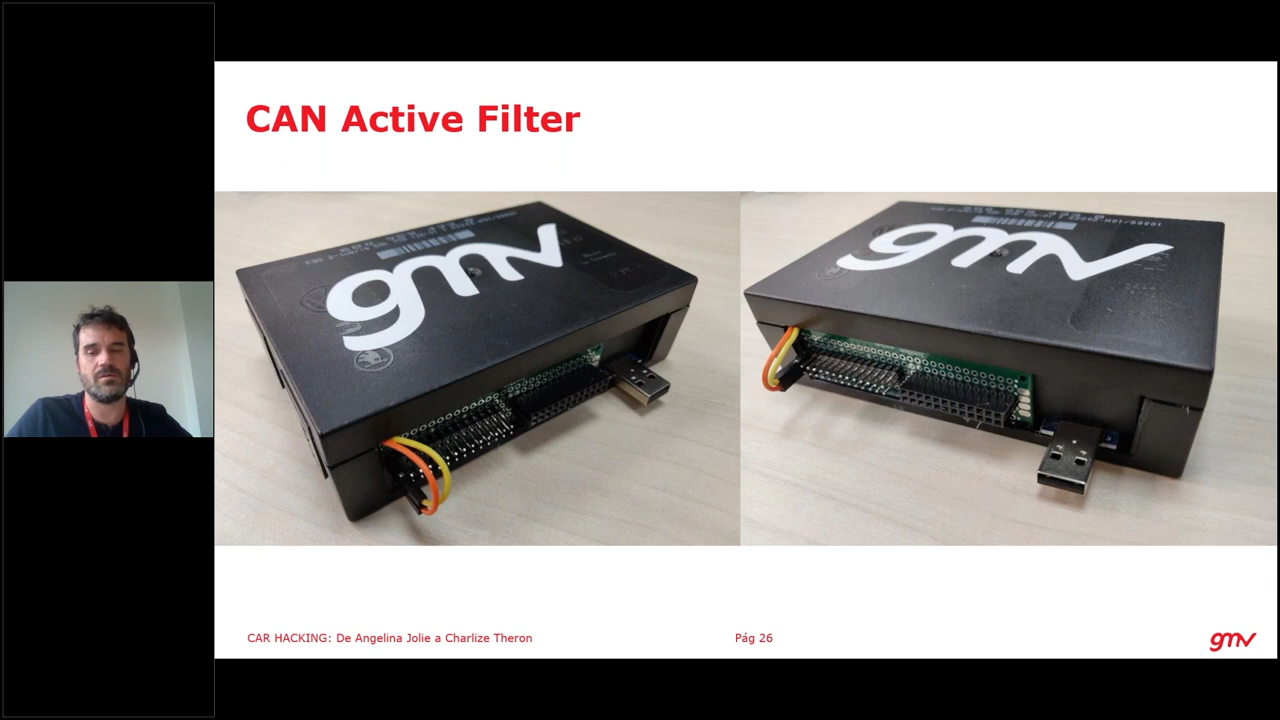 CAN Active Filter
gmv
gmv
CAR HACKING: De Angelina Jolie a Charlize Theron
Pág 26
gmv